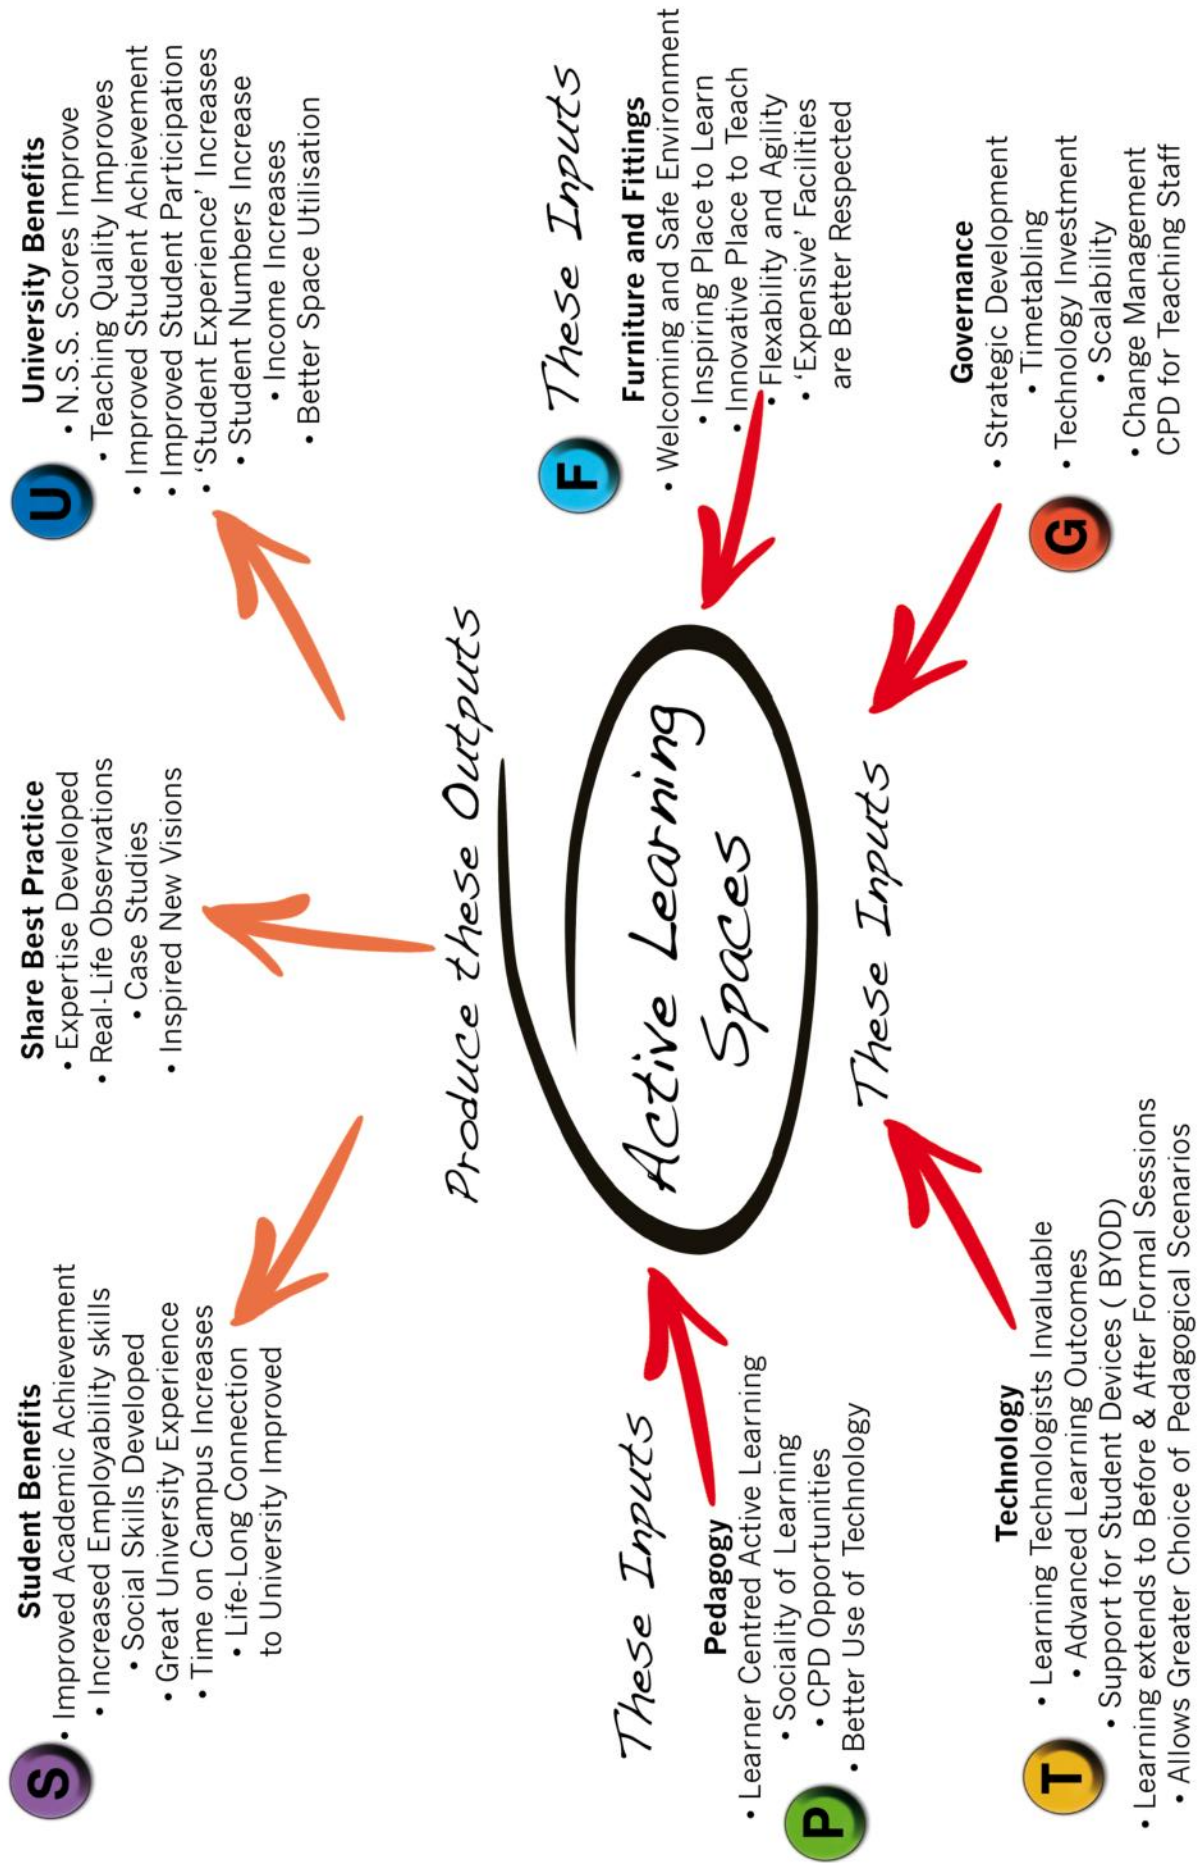 S
Student Benefits
• Improved Academic Achievement
• Increased Employability skills
• Social Skills Developed
• Great University Experience
• Time on Campus Increases
• Life-Long Connection
to University Improved
Share Best Practice
• Expertise Developed
• Real-Life Observations
• Case Studies
• Inspired New Visions
U
University Benefits
• N.S.S. Scores Improve
• Teaching Quality Improves
• Improved Student Achievement
• Improved Student Participation
• ‘Student Experience’ Increases
• Student Numbers Increase
• Income Increases
• Better Space Utilisation
Produce these Outputs
Active Learning
Spaces
These Inputs
Pedagogy
• Learner Centred Active Learning
• Sociality of Learning
• CPD Opportunities
• Better Use of Technology
P
These Inputs
F
Furniture and Fittings
• Welcoming and Safe Environment
• Inspiring Place to Learn
• Innovative Place to Teach
• Flexability and Agility
• ‘Expensive’ Facilities
are Better Respected
These Inputs
T
Technology
• Learning Technologists Invaluable
• Advanced Learning Outcomes
• Support for Student Devices ( BYOD)
• Learning extends to Before & After Formal Sessions
• Allows Greater Choice of Pedagogical Scenarios
G
Governance
• Strategic Development
• Timetabling
• Technology Investment
• Scalability
• Change Management
CPD for Teaching Staff